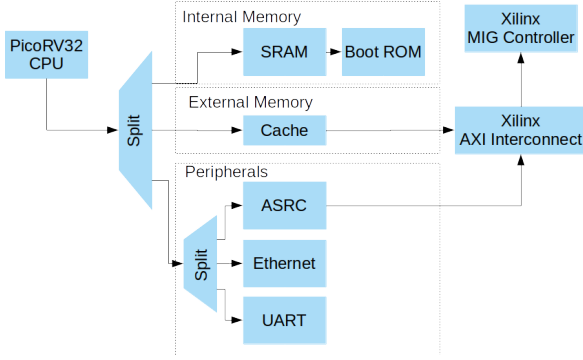 Internal Memory
PicoRV32
CPU
SRAM
Boot ROM
Xilinx
MIG Controller
External Memory
Split
Cache
Xilinx
AXI Interconnect
Peripherals
ASRC
Split
Ethernet
UART